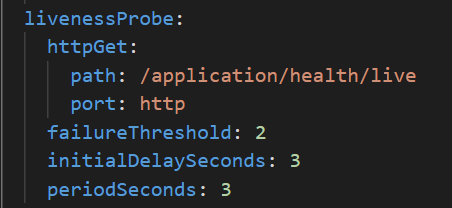 livenessProbe:
httpGet:
path: /application/health/live
port: http
failureThreshold: 2
initialDelaySeconds: 3
periodSeconds: 3